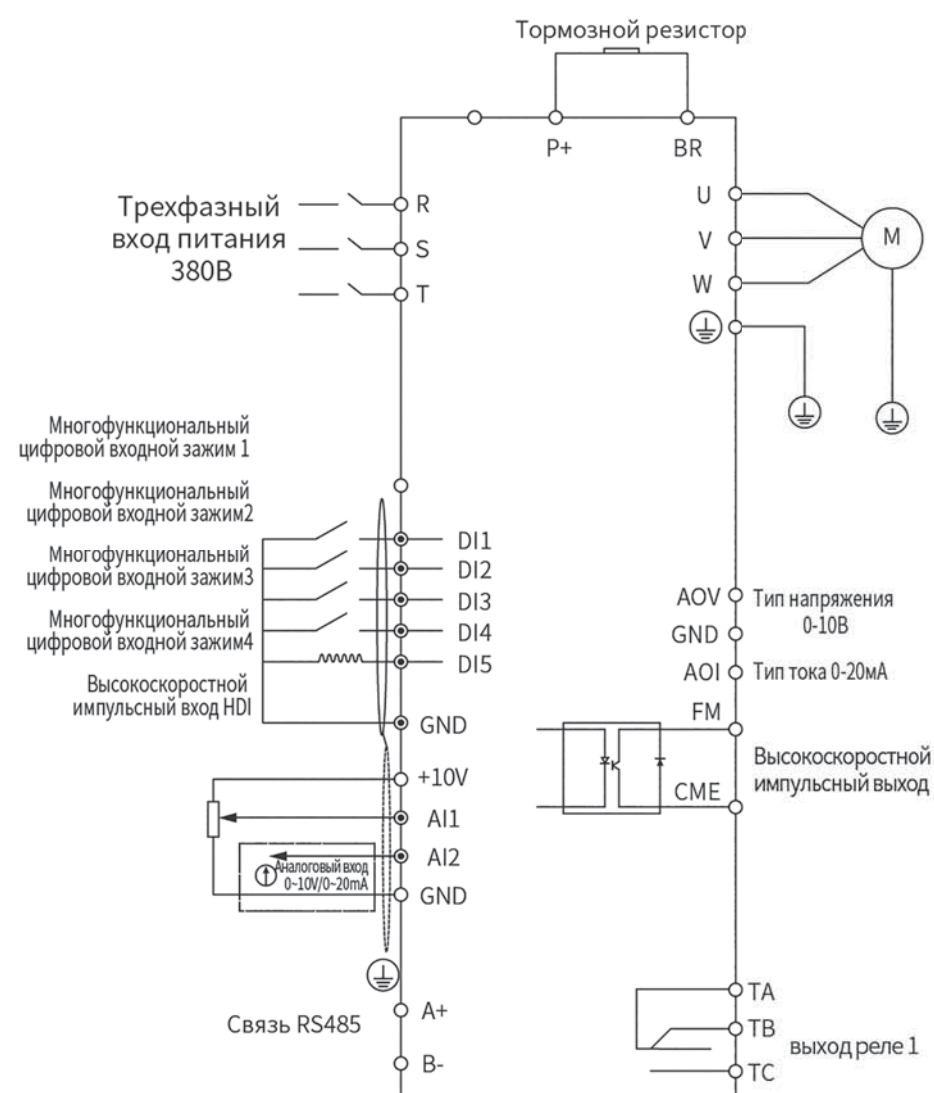 Тормозной резистор
P+
BR
Трехфазный
вход питания
380В
R
S
T
U
V
W
M
Многофункциональный
цифровой входной зажим 1
Многофункциональный
цифровой входной зажим2
Многофункциональный
цифровой входной зажим3
Многофункциональный
цифровой входной зажим4
Высокоскоростной
импульсный вход HDI
DI1
DI2
DI3
DI4
DI5
GND
+10V
AI1
AI2
GND
Аналоговый вход
0~10V/0~20mA
Связь RS485
A+
B-
AOV
GND
AOI
Тип напряжения
0-10В
Тип тока 0-20мА
FM
CME
Высокоскоростной
импульсный выход
TA
TB
TC
выход реле 1